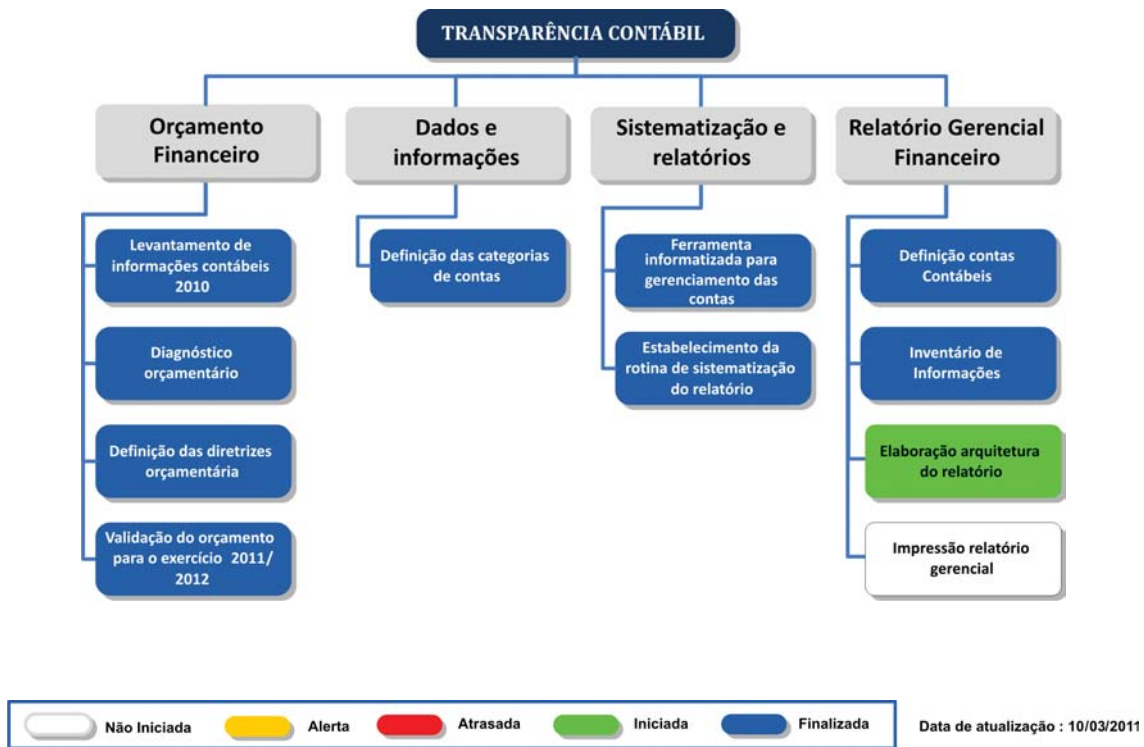 TRANSPARÊNCIA CONTÁBIL
Orçamento
Financeiro
Dados e
informações
Sistematização e
relatórios
Relatório Gerencial
Financeiro
Levantamento de
informações contábeis
2010
Diagnóstico
orçamentário
Definição das diretrizes
orçamentária
Validação do orçamento
para o exercício 2011/
2012
Definição das categorias
de contas
Ferramenta
informatizada para
gerenciamento das
contas
Estabelecimento da
rotina de sistematização
do relatório
Definição contas
Contábeis
Inventário de
Informações
Elaboração arquitetura
do relatório
Impressão relatório
gerencial
Não Iniciada
Alerta
Atrasada
Iniciada
Finalizada
Data de atualização : 10/03/2011